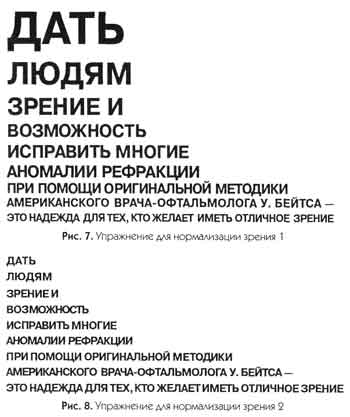 ДАТЬ
ЛЮДЯМ
ЗРЕНИЕ И
ВОЗМОЖНОСТЬ
ИСПРАВИТЬ МНОГИЕ
АНОМАЛИИ РЕФРАКЦИИ
ПРИ ПОМОЩИ ОРИГИНАЛЬНОЙ МЕТОДИКИ
АМЕРИКАНСКОГО ВРАЧА-ОФТАЛЬМОЛОГА У. БЕЙТСА —
ЭТО НАДЕЖДА ДЛЯ ТЕХ, КТО ЖЕЛАЕТ ИМЕТЬ ОТЛИЧНОЕ ЗРЕНИЕ
Рис. 7. Упражнение для нормализации зрения 1
ДАТЬ
ЛЮДЯМ
ЗРЕНИЕ И
ВОЗМОЖНОСТЬ
ИСПРАВИТЬ МНОГИЕ
АНОМАЛИИ РЕФРАКЦИИ
ПРИ ПОМОЩИ ОРИГИНАЛЬНОЙ МЕТОДИКИ
АМЕРИКАНСКОГО ВРАЧА-ОФТАЛЬМОЛОГА У. БЕЙТСА —
ЭТО НАДЕЖДА ДЛЯ ТЕХ, КТО ЖЕЛАЕТ ИМЕТЬ ОТЛИЧНОЕ ЗРЕНИЕ
Рис. 8. Упражнение для нормализации зрения 2